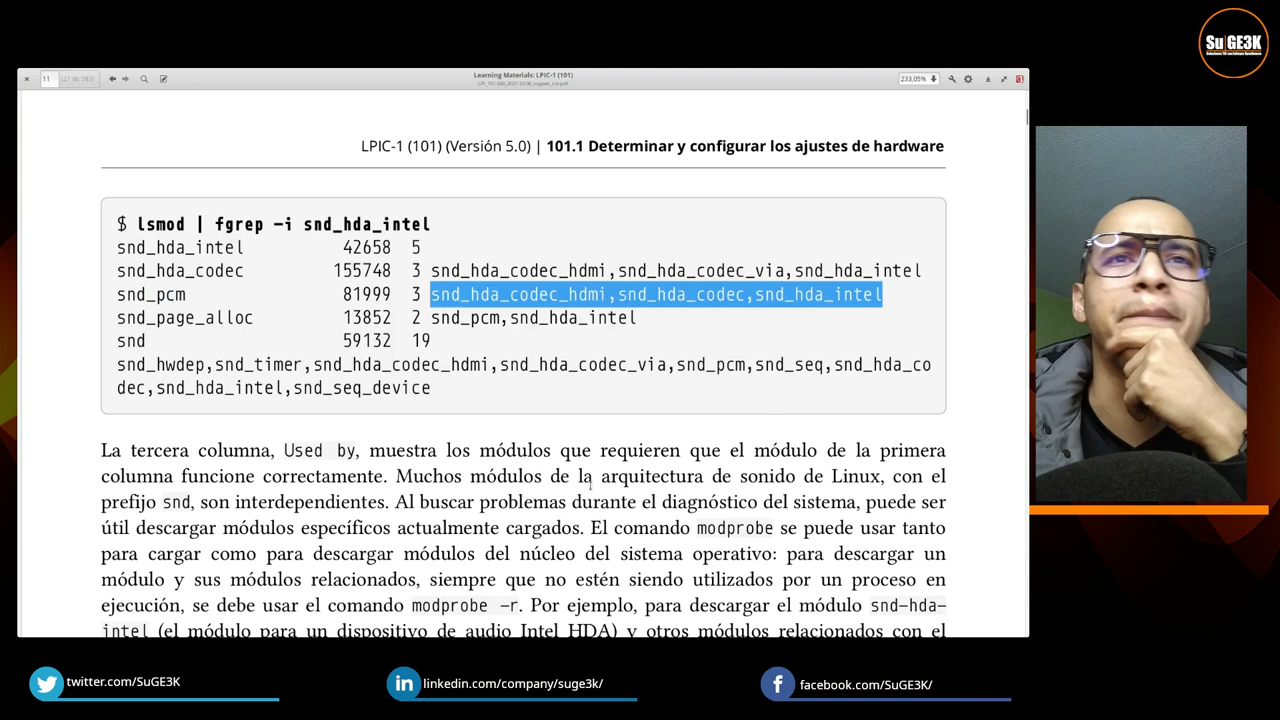 Su GE3K
Learning Materials: LPIC-1 (101)
11 (21 de 583)
233,05%
LPIC-1 (101) (Versión 5.0) | 101.1 Determinar y configurar los ajustes de hardware
$ lsmod | fgrep -i snd_hda_intel
snd_hda_intel 42658 5
snd_hda_codec 155748 3 snd_hda_codec_hdmi,snd_hda_codec_via,snd_hda_intel
snd_pcm 81999 3 snd_hda_codec_hdmi,snd_hda_codec,snd_hda_intel
snd_page_alloc 13852 2 snd_pcm,snd_hda_intel
snd 59132 19
snd_hwdep,snd_timer,snd_hda_codec_hdmi,snd_hda_codec_via,snd_pcm,snd_seq,snd_hda_co
dec,snd_hda_intel,snd_seq_device
La tercera columna, Used by, muestra los módulos que requieren que el módulo de la primera
columna funcione correctamente. Muchos módulos de la arquitectura de sonido de Linux, con el
prefijo snd, son interdependientes. Al buscar problemas durante el diagnóstico del sistema, puede ser
útil descargar módulos específicos actualmente cargados. El comando modprobe se puede usar tanto
para cargar como para descargar módulos del núcleo del sistema operativo: para descargar un
módulo y sus módulos relacionados, siempre que no estén siendo utilizados por un proceso en
ejecución, se debe usar el comando modprobe -r. Por ejemplo, para descargar el módulo snd-hda-
intel (el módulo para un dispositivo de audio Intel HDA) y otros módulos relacionados con el
twitter.com/SuGE3K
linkedin.com/company/suge3k/
facebook.com/SuGE3K/